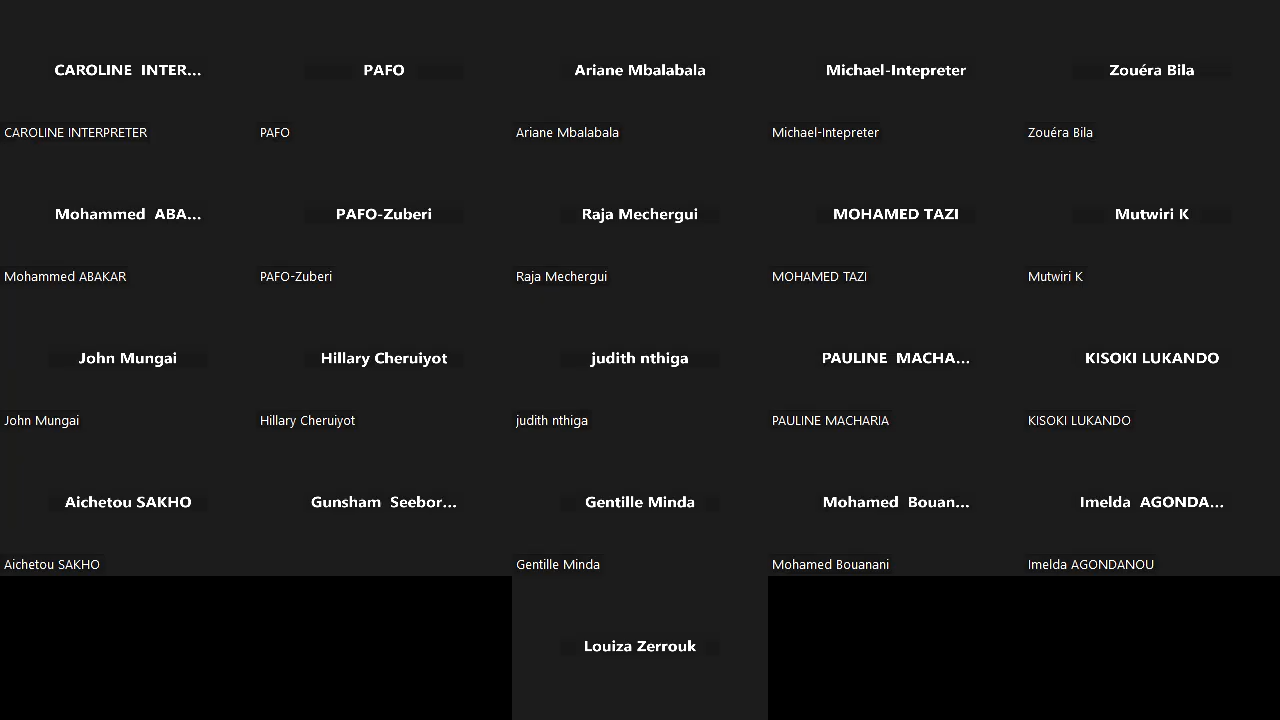 CAROLINE INTER... PAFO Ariane Mbalabala Michael-Intepreter Zouéra Bila
CAROLINE INTERPRETER PAFO Ariane Mbalabala Michael-Intepreter Zouéra Bila
Mohammed ABA... PAFO-Zuberi Raja Mechergui MOHAMED TAZI Mutwiri K
Mohammed ABAKAR PAFO-Zuberi Raja Mechergui MOHAMED TAZI Mutwiri K
John Mungai Hillary Cheruiyot judith nthiga PAULINE MACHA... KISOKI LUKANDO
John Mungai Hillary Cheruiyot judith nthiga PAULINE MACHARIA KISOKI LUKANDO
Aichetou SAKHO Gunsham Seebor... Gentille Minda Mohamed Bouan... Imelda AGONDA...
Aichetou SAKHO Gentille Minda Mohamed Bouanani Imelda AGONDANOU
Louiza Zerrouk